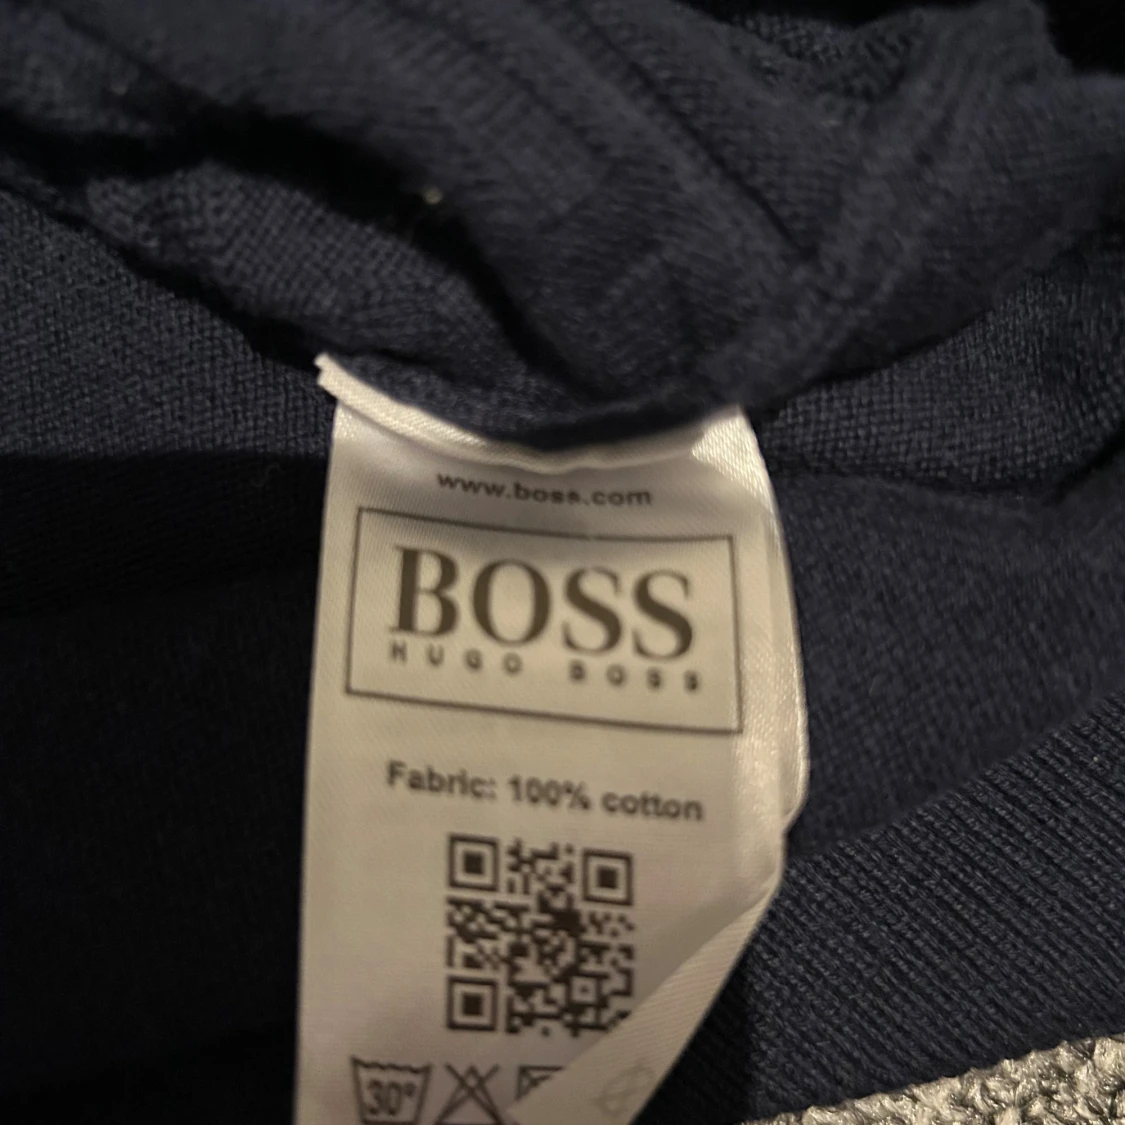 www.boss.com
BOSS
HUGO BOSS
Fabric: 100% cotton
30°